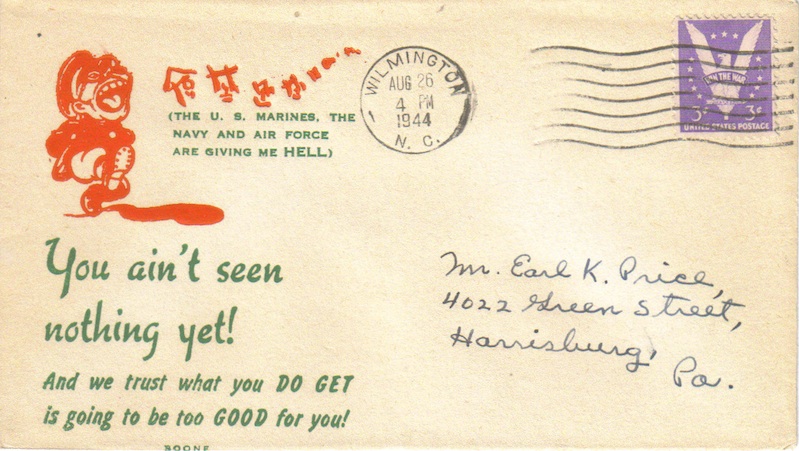 (THE U. S. MARINES, THE
NAVY AND AIR FORCE
ARE GIVING ME HELL)
WILMINGTON
AUG 26
4 PM
1944
N. C.
WIN THE WAR
3¢ 3¢
UNITED STATES POSTAGE
You ain't seen
nothing yet!
And we trust what you DO GET
is going to be too GOOD for you!
BOONE
Mr. Earl K. Price,
4022 Green Street,
Harrisburg,
Pa.